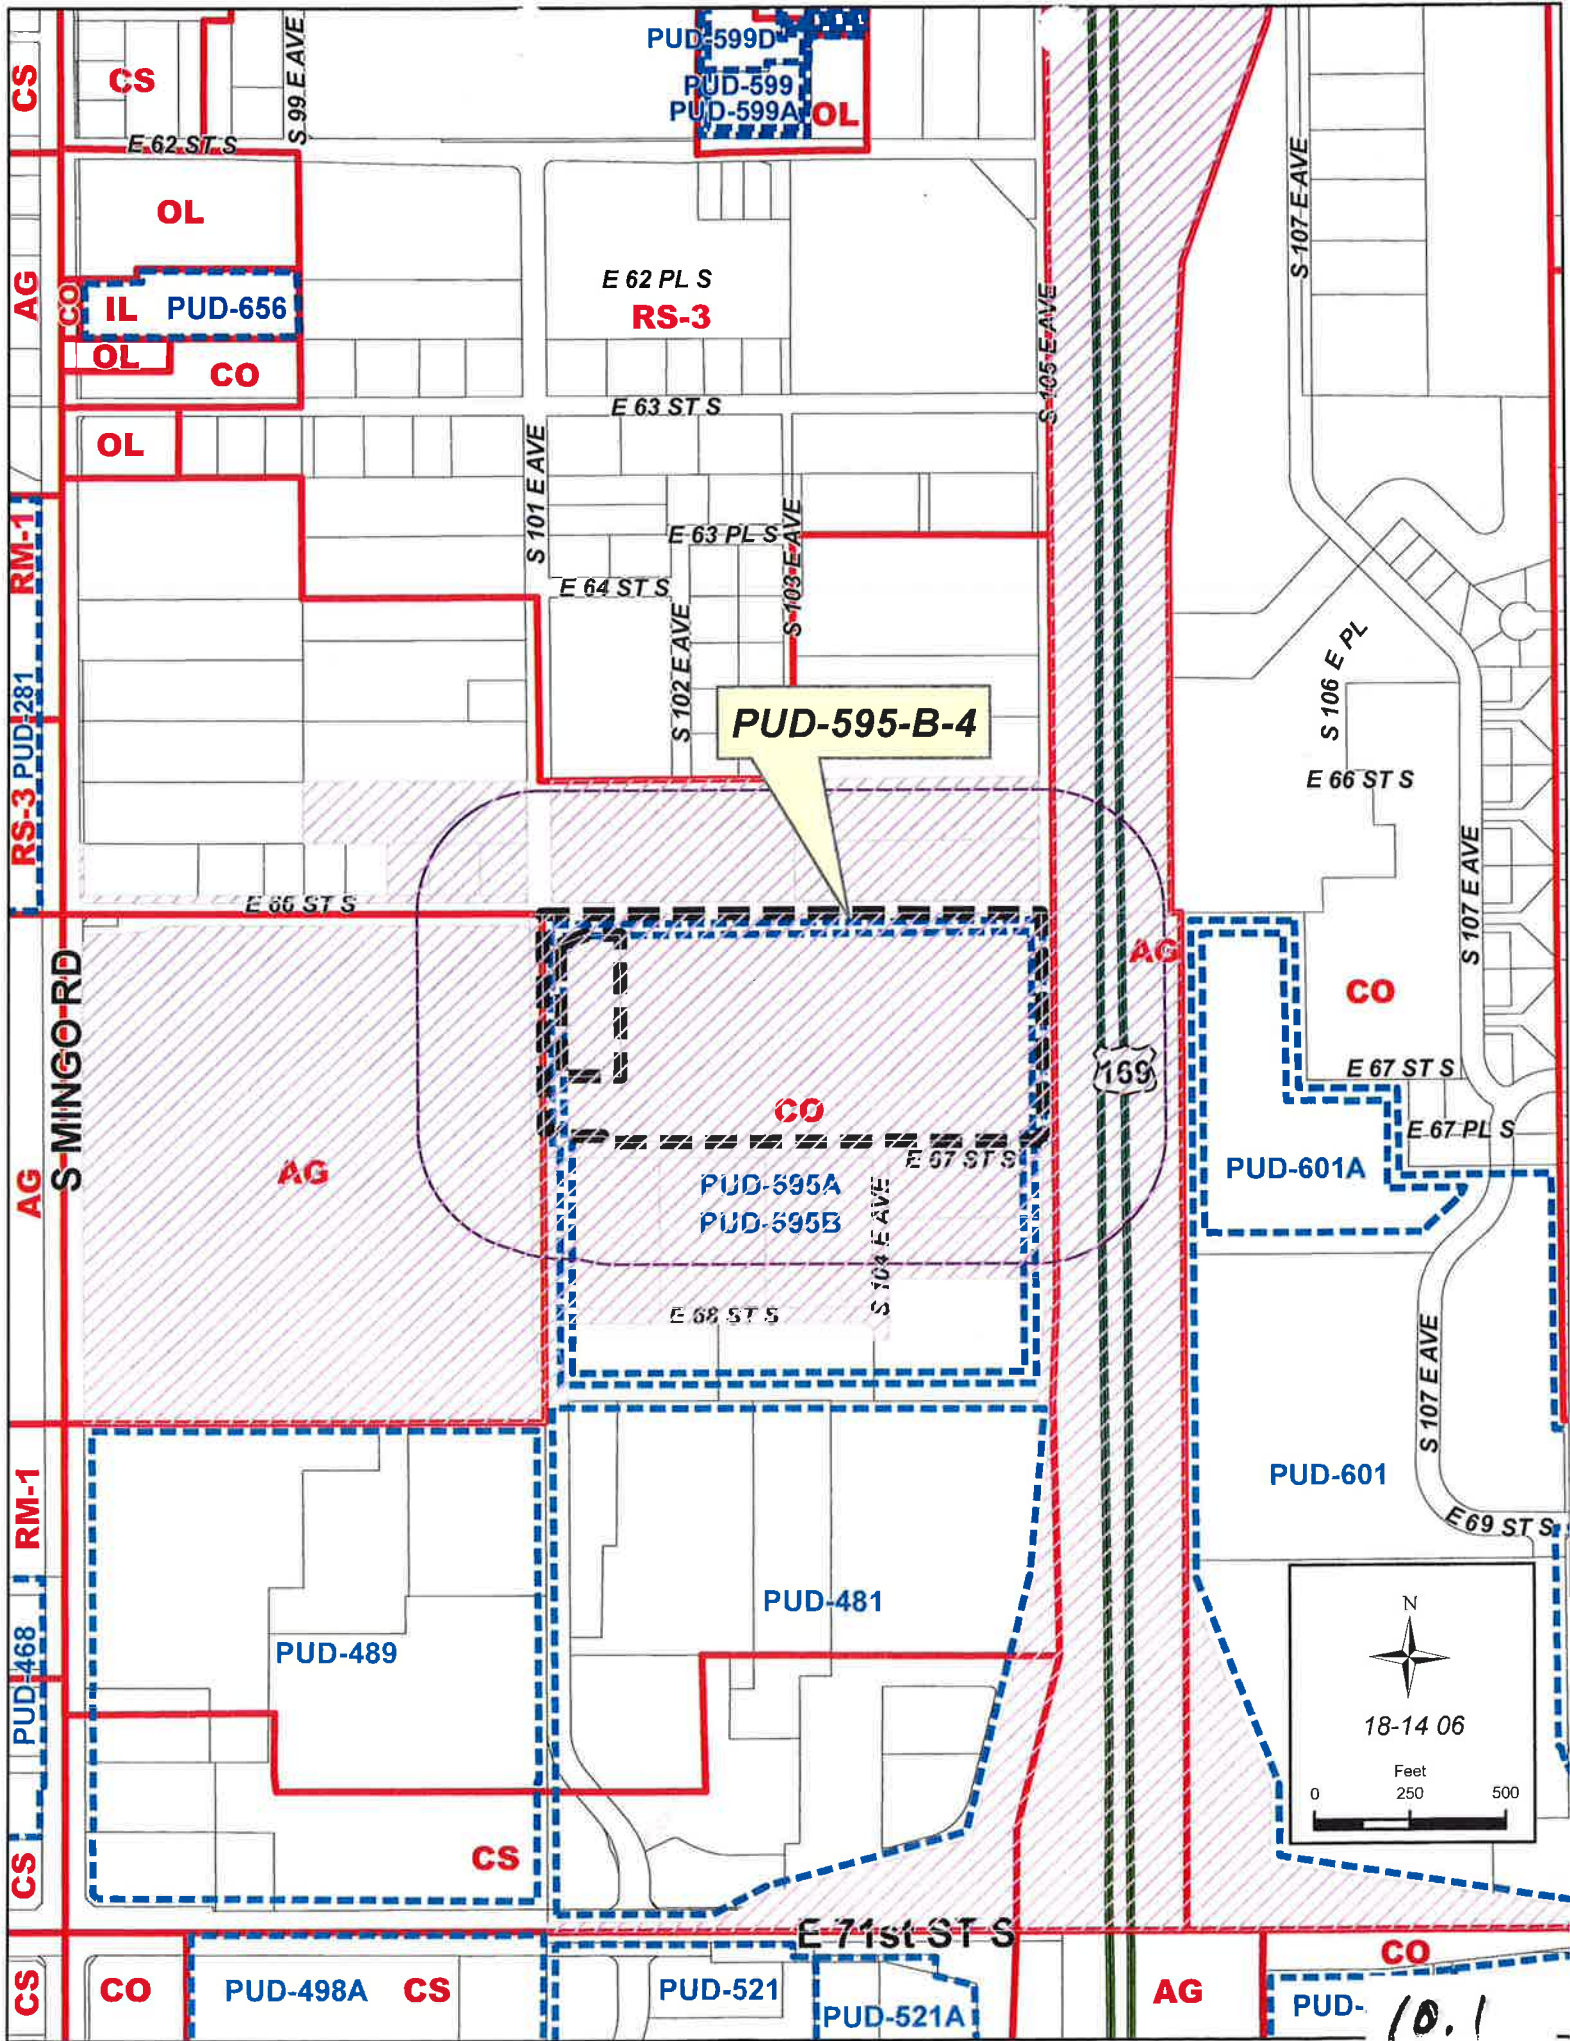 CS
CS
S 99 E AVE
PUD-599D
PUD-599
PUD-599A
OL
E 62 ST S
OL
AG
CO
IL
PUD-656
OL
CO
E 62 PL S
RS-3
S 105 E AVE
S 107 E AVE
E 63 ST S
OL
S 101 E AVE
E 63 PL S
S 103 E AVE
E 64 ST S
S 102 E AVE
RM-1
PUD-281
RS-3
PUD-595-B-4
S 106 E PL
E 66 ST S
S 107 E AVE
E 66 ST S
S MINGO RD
AG
AG
AG
CO
169
CO
E 67 ST S
E 67 PL S
E 67 ST S
PUD-595A
PUD-595B
S 104 E AVE
PUD-601A
E 68 ST S
S 107 E AVE
PUD-601
E 69 ST S
RM-1
PUD-468
PUD-489
PUD-481
CS
CS
N
18-14 06
Feet
0 250 500
E 71st ST S
CS
CO
PUD-498A
CS
PUD-521
PUD-521A
AG
CO
PUD-
10.1